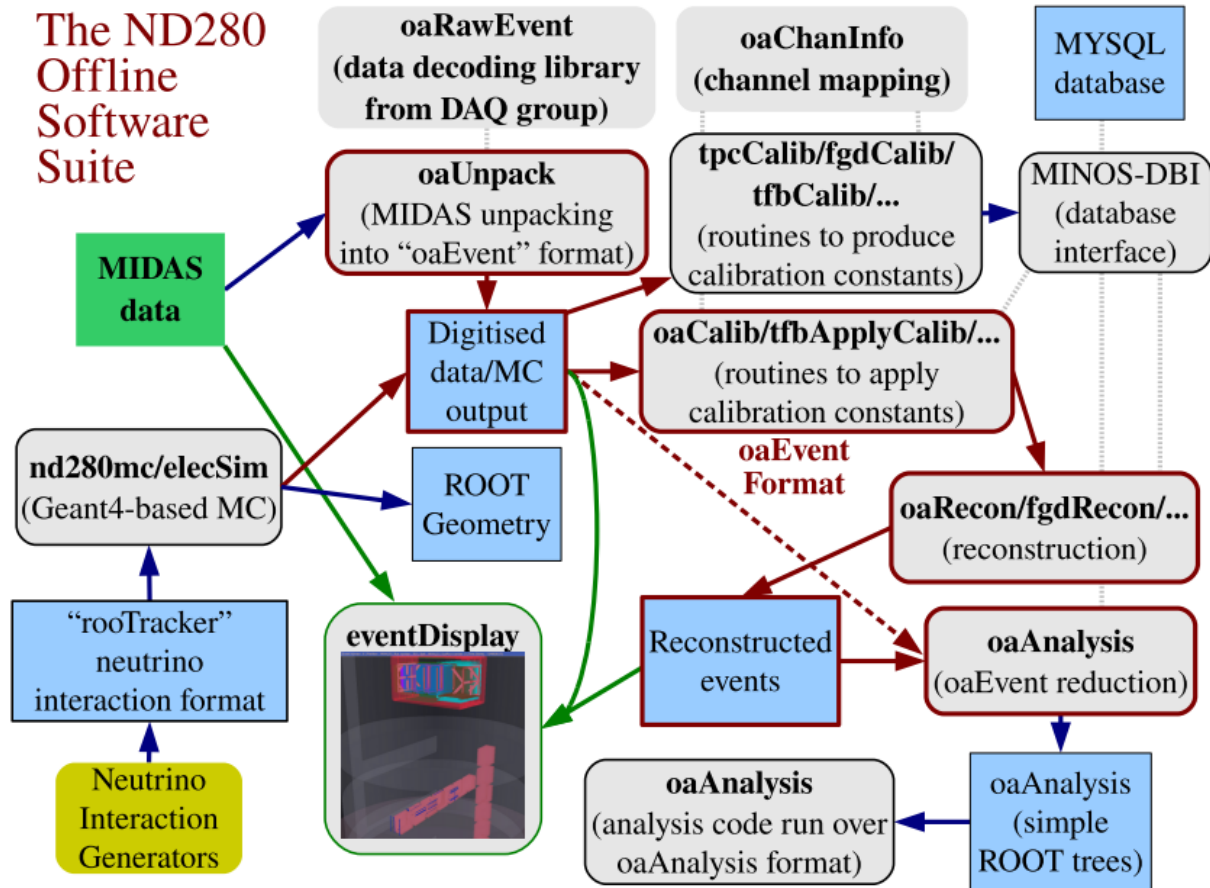 The ND280
Offline
Software
Suite
oaRawEvent
(data decoding library
from DAQ group)
oaChanInfo
(channel mapping)
MYSQL
database
oaUnpack
(MIDAS unpacking
into “oaEvent” format)
tpcCalib/fgdCalib/
tfbCalib/...
(routines to produce
calibration constants)
MINOS-DBI
(database
interface)
MIDAS
data
Digitised
data/MC
output
oaCalib/tfbApplyCalib/...
(routines to apply
calibration constants)
oaEvent
Format
nd280mc/elecSim
(Geant4-based MC)
ROOT
Geometry
oaRecon/fgdRecon/...
(reconstruction)
“rooTracker”
neutrino
interaction format
eventDisplay
Reconstructed
events
oaAnalysis
(oaEvent reduction)
Neutrino
Interaction
Generators
oaAnalysis
(analysis code run over
oaAnalysis format)
oaAnalysis
(simple
ROOT trees)